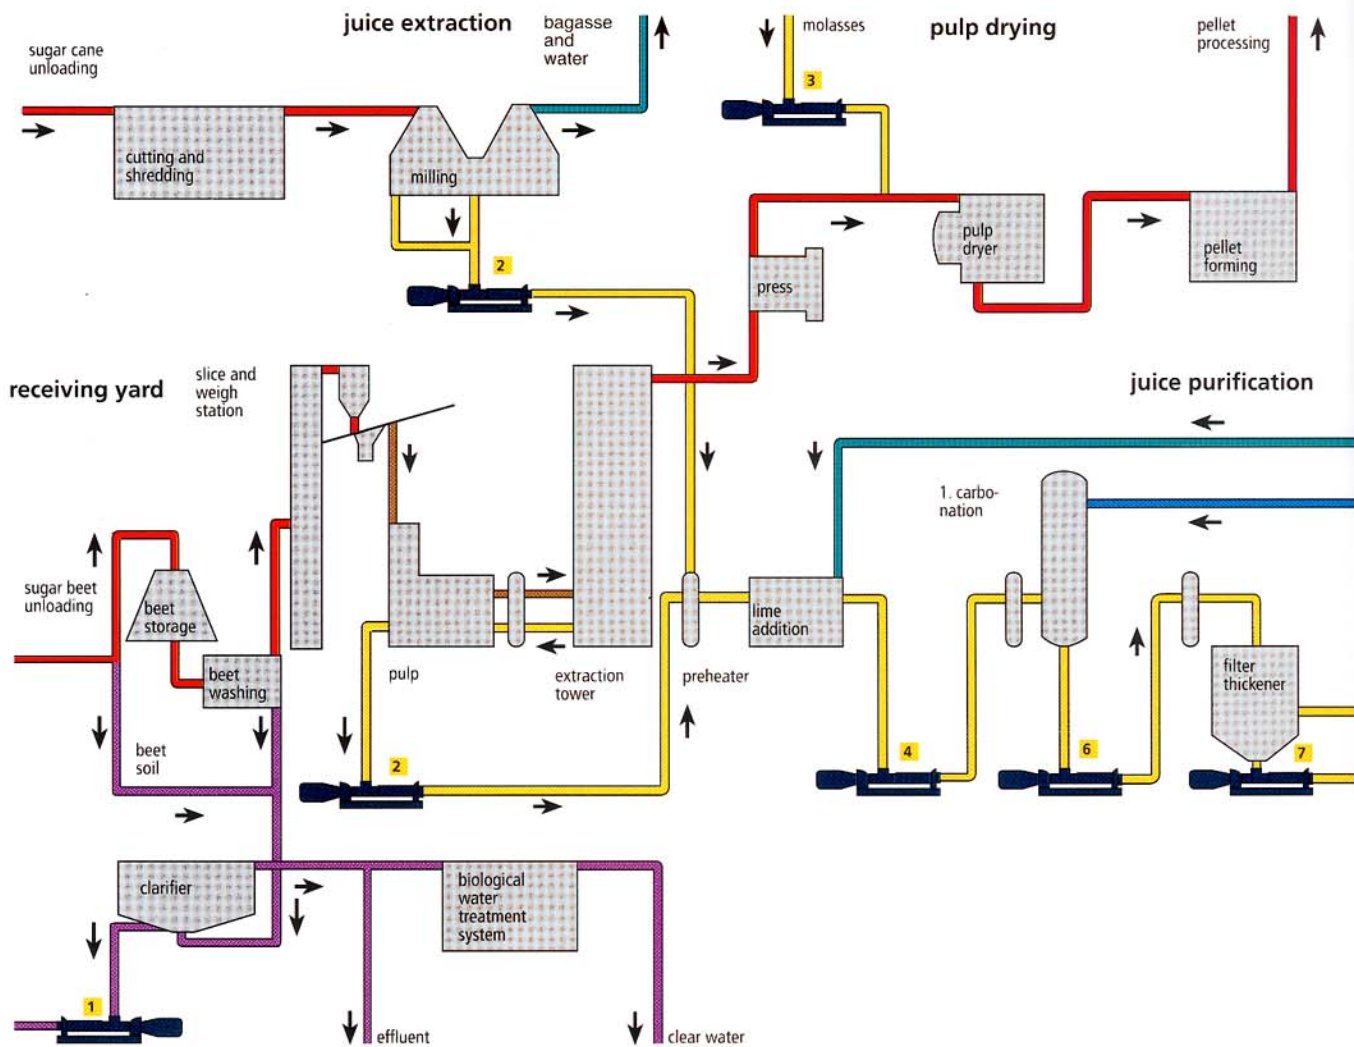 juice extraction
bagasse
and
water
molasses
pulp drying
pellet
processing
sugar cane
unloading
3
cutting and
shredding
milling
pulp
dryer
pellet
forming
2
press
receiving yard
slice and
weigh
station
juice purification
1. carbo-
nation
sugar beet
unloading
beet
storage
lime
addition
beet
washing
pulp
extraction
tower
preheater
filter
thickener
beet
soil
2
4
6
7
clarifier
biological
water
treatment
system
1
effluent
clear water